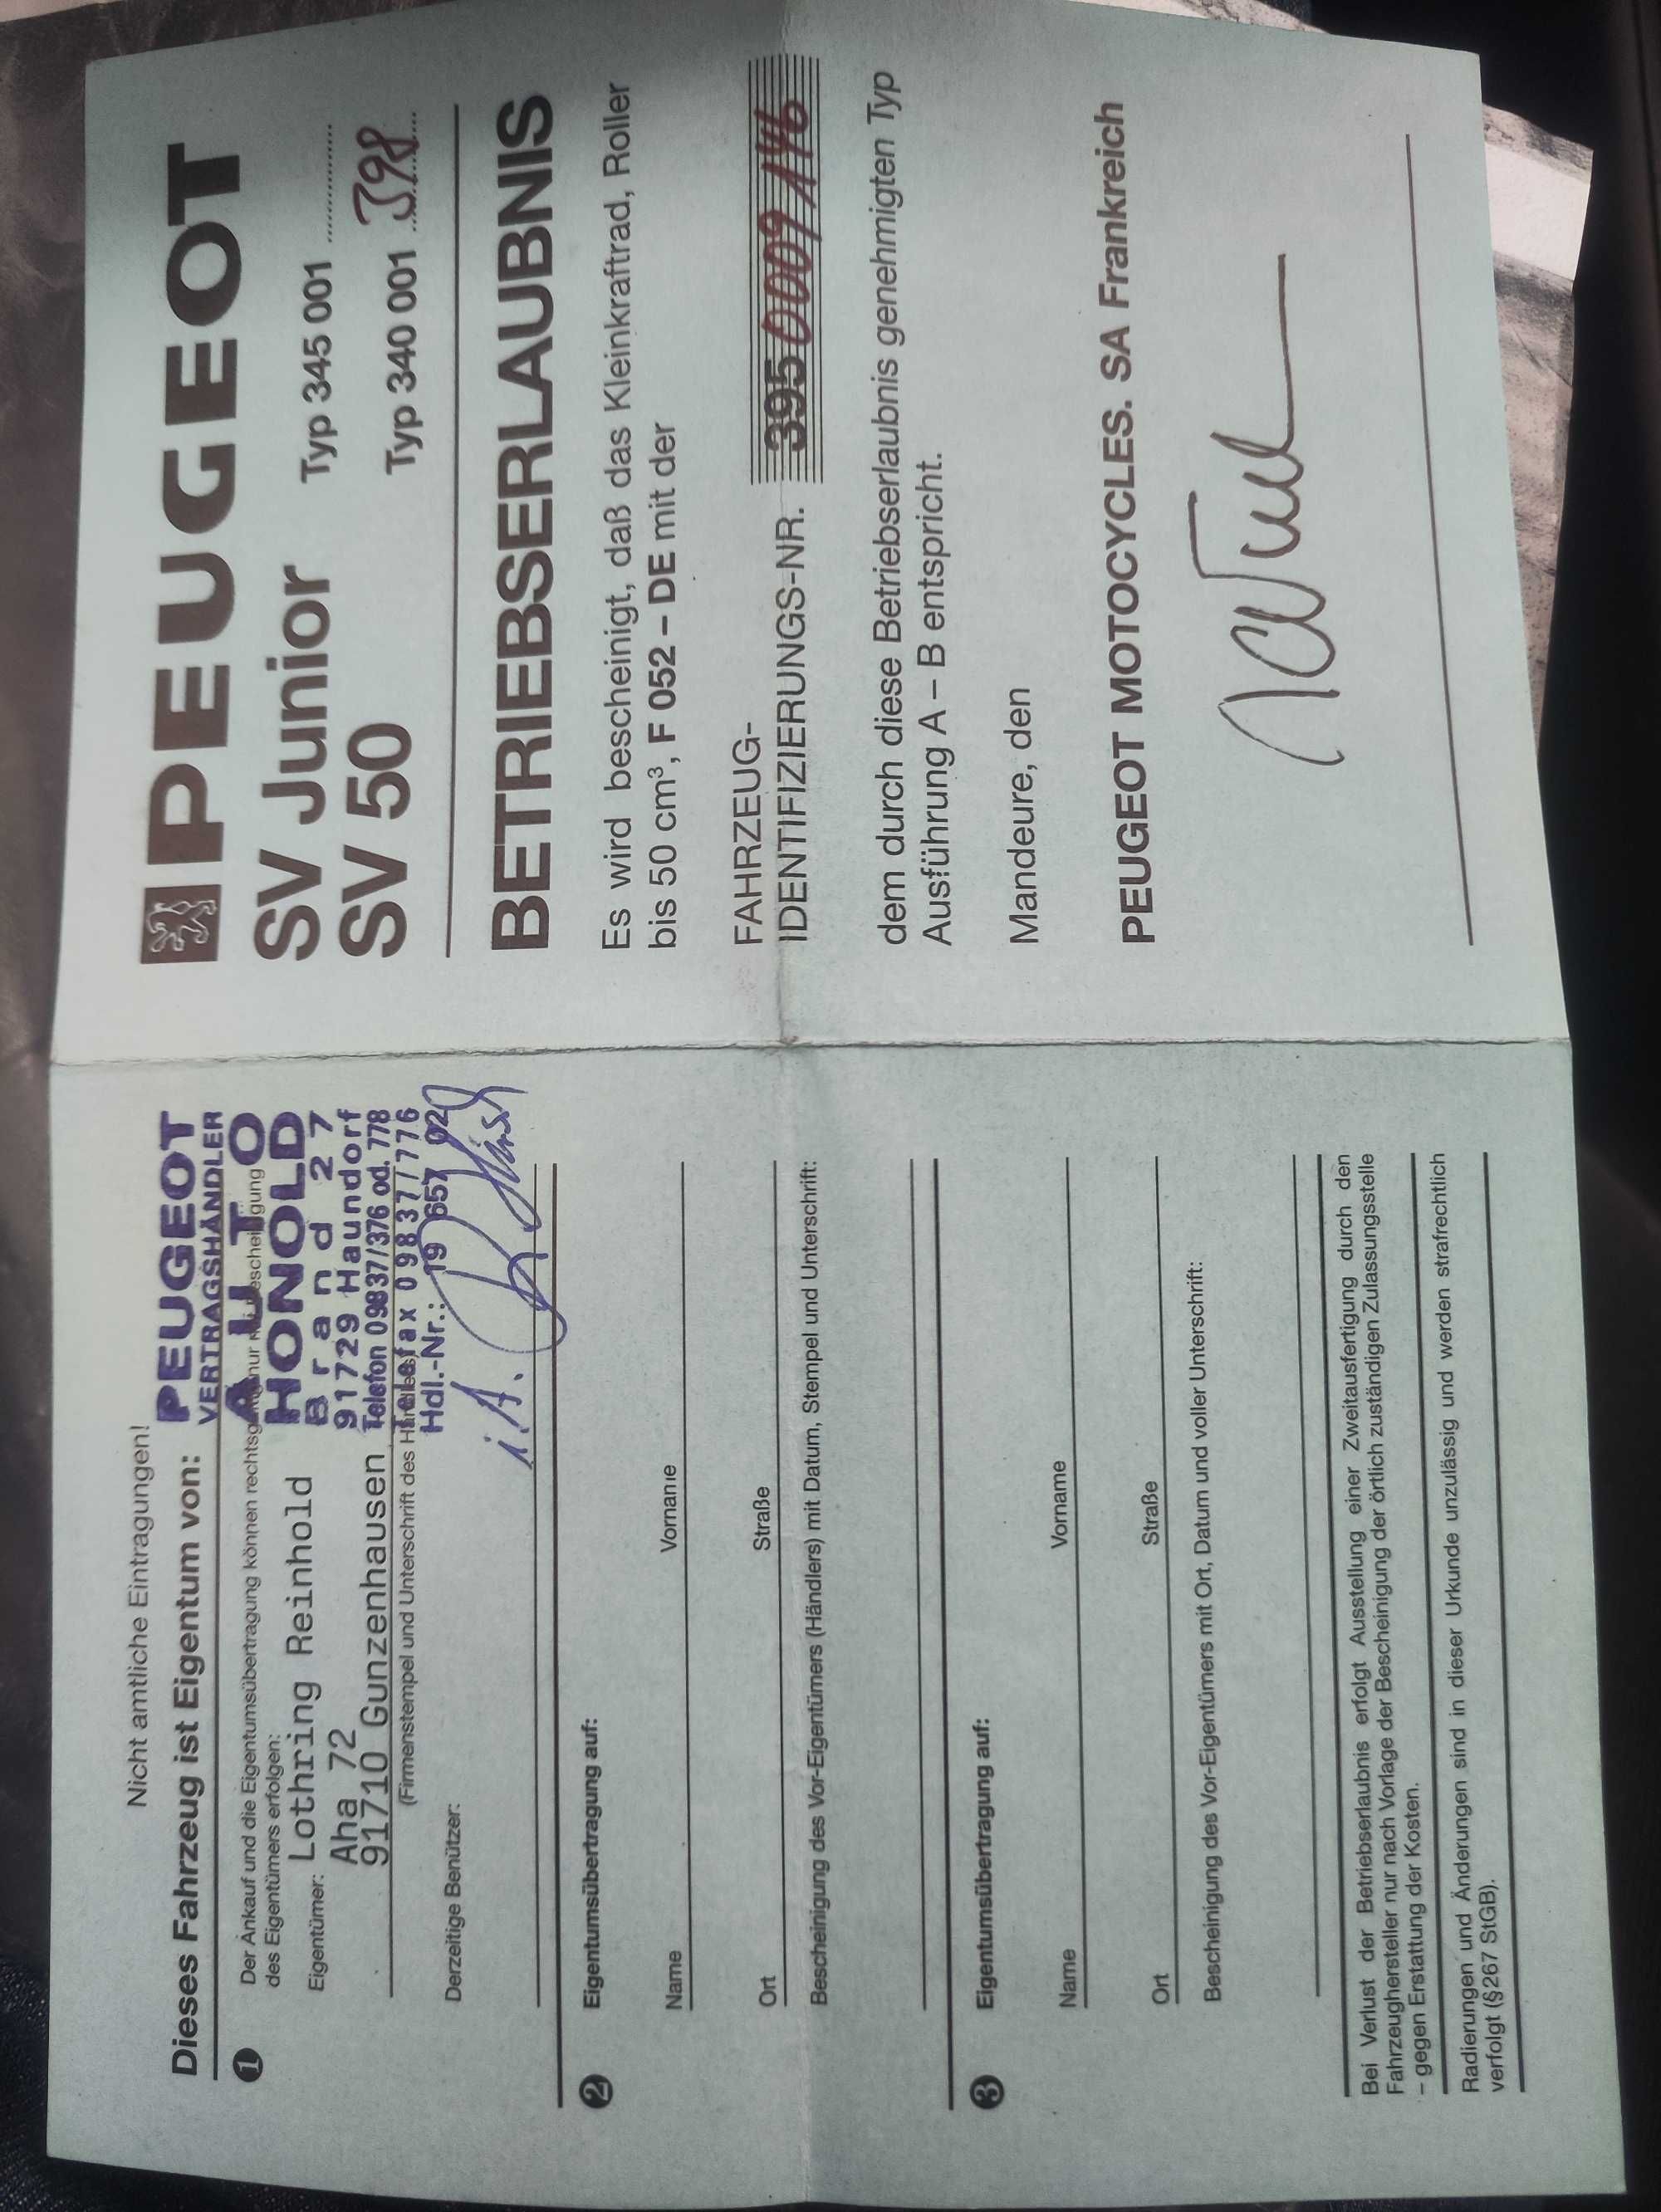 Nicht amtliche Eintragungen!
Dieses Fahrzeug ist Eigentum von:
PEUGEOT
VERTRAGSHÄNDLER
AUTO
HONOLD
Brand 27
91729 Haundorf
Telefon 09837/376 od. 778
Telefax 09837/776
Hdl.-Nr.: 19 657 02
1
Der Ankauf und die Eigentumsübertragung können nur
des Eigentümers erfolgen:
Eigentümer: Lothring Reinhold
Aha 72
91710 Gunzenhausen
(Firmenstempel und Unterschrift des
i.A.
Derzeitige Benützer:
2 Eigentumsübertragung auf:
Name Vorname
Ort Straße
Bescheinigung des Vor-Eigentümers (Händlers) mit Datum, Stempel und Unterschrift:
3 Eigentumsübertragung auf:
Name Vorname
Ort Straße
Bescheinigung des Vor-Eigentümers mit Ort, Datum und voller Unterschrift:
Bei Verlust der Betriebserlaubnis erfolgt Ausstellung einer Zweitausfertigung durch den
Fahrzeughersteller nur nach Vorlage der Bescheinigung der örtlich zuständigen Zulassungsstelle
– gegen Erstattung der Kosten.
Radierungen und Änderungen sind in dieser Urkunde unzulässig und werden strafrechtlich
verfolgt (§267 StGB).
PEUGEOT
SV Junior Typ 345 001
SV 50 Typ 340 001 398
BETRIEBSERLAUBNIS
Es wird bescheinigt, daß das Kleinkraftrad, Roller
bis 50 cm³, F 052 – DE mit der
FAHRZEUG-
IDENTIFIZIERUNGS-NR. 3950009146
dem durch diese Betriebserlaubnis genehmigten Typ
Ausführung A – B entspricht.
Mandeure, den
PEUGEOT MOTOCYCLES. SA Frankreich